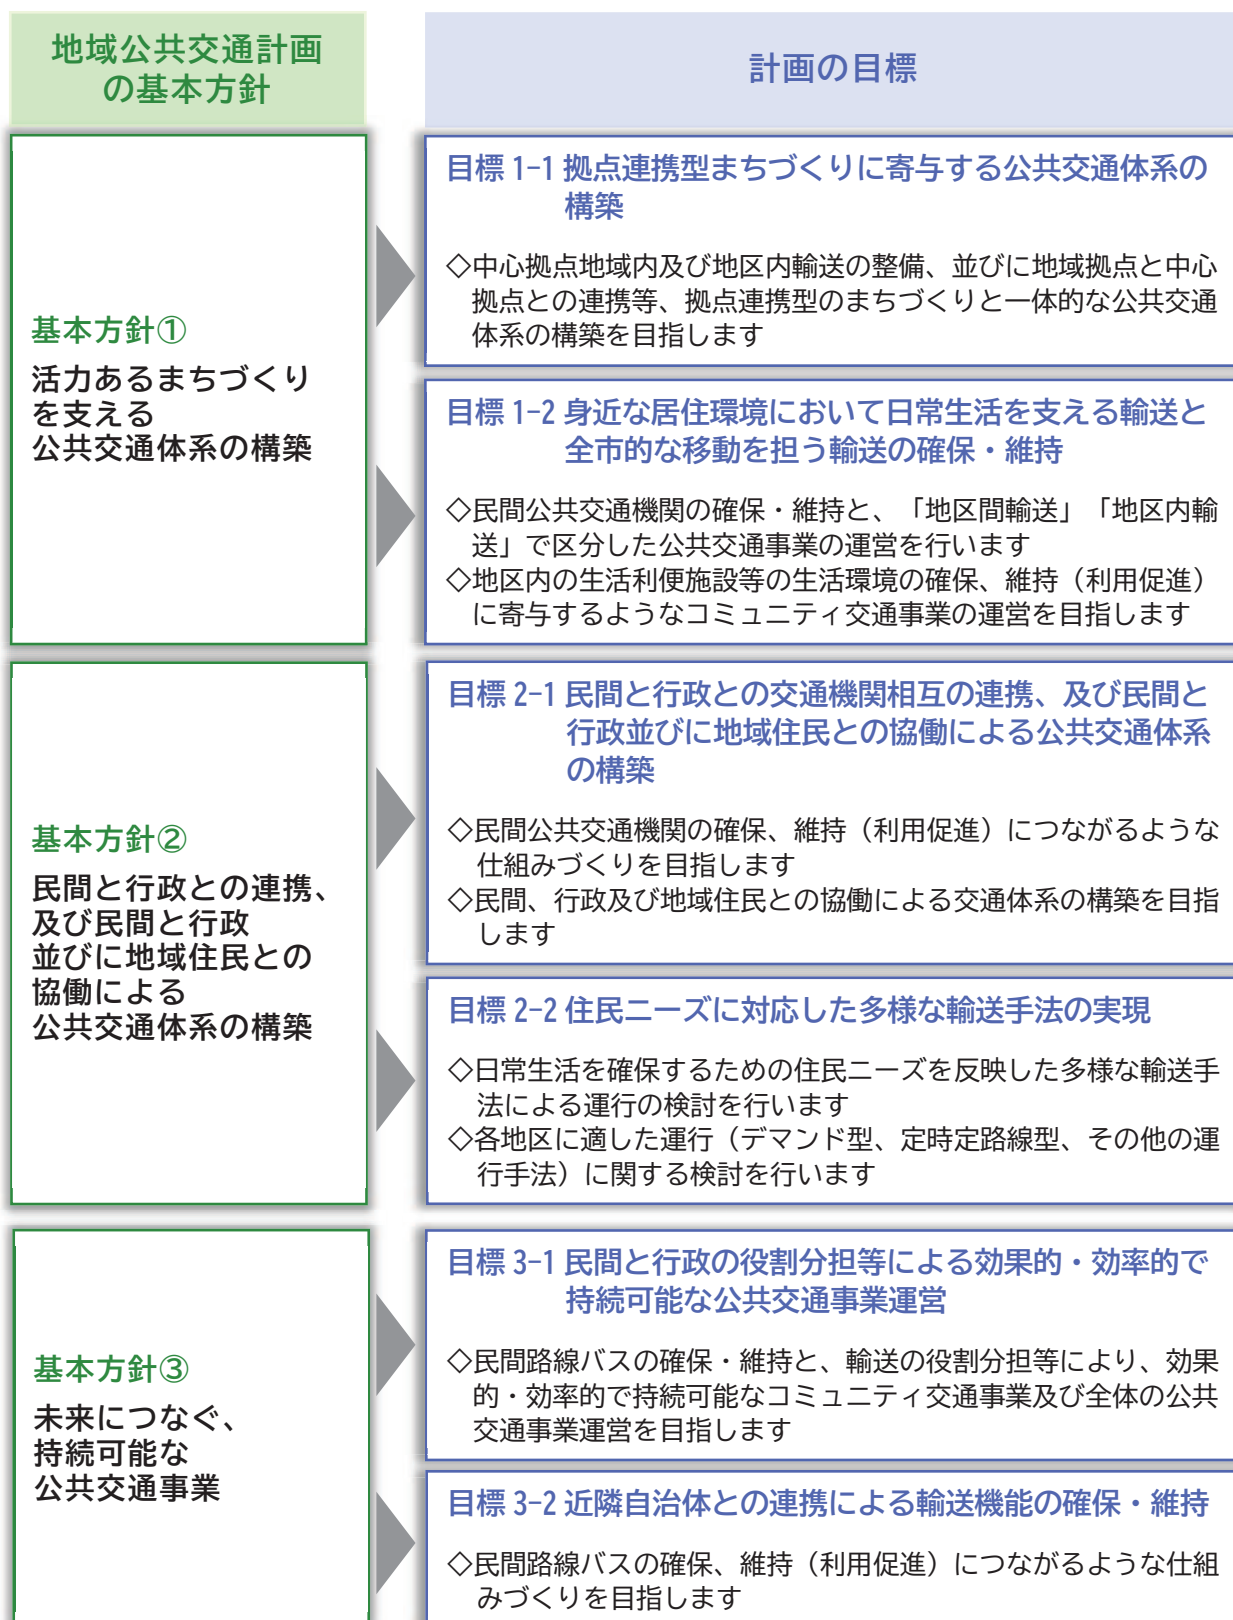 地域公共交通計画
の基本方針
計画の目標
基本方針①
活力あるまちづくり
を支える
公共交通体系の構築
目標 1-1 拠点連携型まちづくりに寄与する公共交通体系の
構築
◇中心拠点地域内及び地区内輸送の整備、並びに地域拠点と中心
拠点との連携等、拠点連携型のまちづくりと一体的な公共交通
体系の構築を目指します
目標 1-2 身近な居住環境において日常生活を支える輸送と
全市的な移動を担う輸送の確保・維持
◇民間公共交通機関の確保・維持と、「地区間輸送」「地区内輸
送」で区分した公共交通事業の運営を行います
◇地区内の生活利便施設等の生活環境の確保、維持（利用促進）
に寄与するようなコミュニティ交通事業の運営を目指します
基本方針②
民間と行政との連携、
及び民間と行政
並びに地域住民との
協働による
公共交通体系の構築
目標 2-1 民間と行政との交通機関相互の連携、及び民間と
行政並びに地域住民との協働による公共交通体系
の構築
◇民間公共交通機関の確保、維持（利用促進）につながるような
仕組みづくりを目指します
◇民間、行政及び地域住民との協働による交通体系の構築を目指
します
目標 2-2 住民ニーズに対応した多様な輸送手法の実現
◇日常生活を確保するための住民ニーズを反映した多様な輸送手
法による運行の検討を行います
◇各地区に適した運行（デマンド型、定時定路線型、その他の運
行手法）に関する検討を行います
基本方針③
未来につなぐ、
持続可能な
公共交通事業
目標 3-1 民間と行政の役割分担等による効果的・効率的で
持続可能な公共交通事業運営
◇民間路線バスの確保・維持と、輸送の役割分担等により、効果
的・効率的で持続可能なコミュニティ交通事業及び全体の公共
交通事業運営を目指します
目標 3-2 近隣自治体との連携による輸送機能の確保・維持
◇民間路線バスの確保、維持（利用促進）につながるような仕組
みづくりを目指します